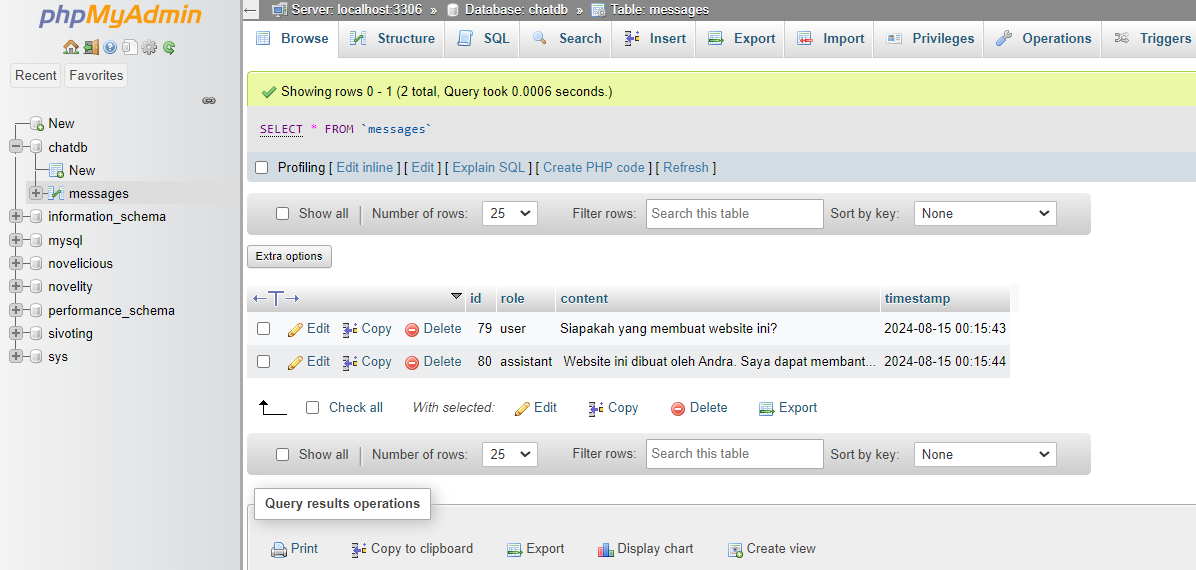 phpMyAdmin
Recent Favorites
New
chatdb
New
messages
information_schema
mysql
novelicious
novelity
performance_schema
sivoting
sys
Server: localhost:3306 » Database: chatdb » Table: messages
Browse Structure SQL Search Insert Export Import Privileges Operations Triggers
Showing rows 0 - 1 (2 total, Query took 0.0006 seconds.)
SELECT * FROM `messages`
Profiling [ Edit inline ] [ Edit ] [ Explain SQL ] [ Create PHP code ] [ Refresh ]
Show all Number of rows: 25 Filter rows: Search this table Sort by key: None
Extra options
id role content timestamp
Edit Copy Delete 79 user Siapakah yang membuat website ini? 2024-08-15 00:15:43
Edit Copy Delete 80 assistant Website ini dibuat oleh Andra. Saya dapat membant... 2024-08-15 00:15:44
Check all With selected: Edit Copy Delete Export
Show all Number of rows: 25 Filter rows: Search this table Sort by key: None
Query results operations
Print Copy to clipboard Export Display chart Create view